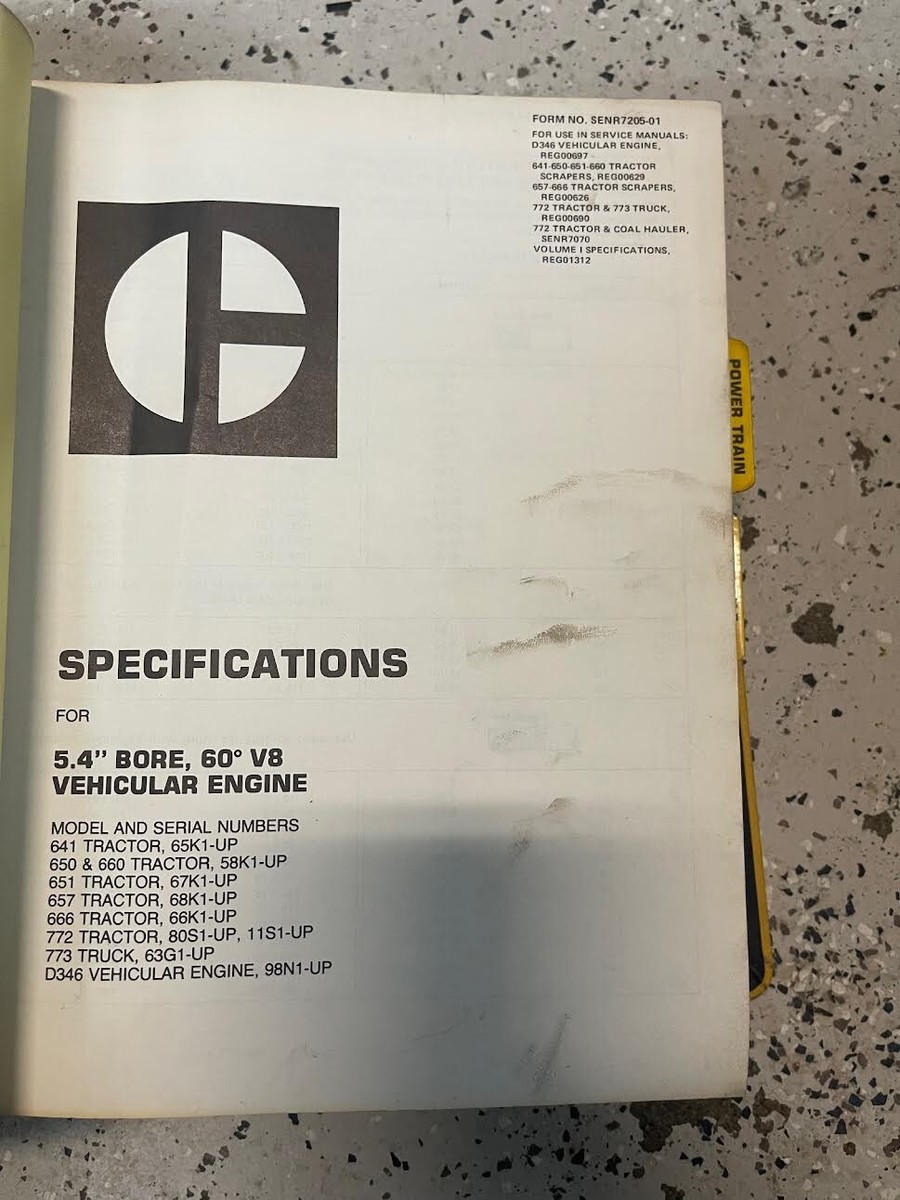 FORM NO. SENR7205-01
FOR USE IN SERVICE MANUALS:
D346 VEHICULAR ENGINE,
REG00697
641-650-651-660 TRACTOR
SCRAPERS, REG00629
657-666 TRACTOR SCRAPERS,
REG00626
772 TRACTOR & 773 TRUCK,
REG00690
772 TRACTOR & COAL HAULER,
SENR7070
VOLUME I SPECIFICATIONS,
REG01312
POWER TRAIN
SPECIFICATIONS
FOR
5.4” BORE, 60° V8
VEHICULAR ENGINE
MODEL AND SERIAL NUMBERS
641 TRACTOR, 65K1-UP
650 & 660 TRACTOR, 58K1-UP
651 TRACTOR, 67K1-UP
657 TRACTOR, 68K1-UP
666 TRACTOR, 66K1-UP
772 TRACTOR, 80S1-UP, 11S1-UP
773 TRUCK, 63G1-UP
D346 VEHICULAR ENGINE, 98N1-UP